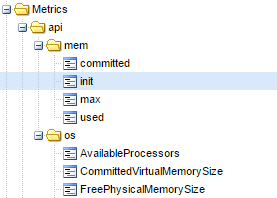 Metrics
api
mem
committed
init
max
used
os
AvailableProcessors
CommittedVirtualMemorySize
FreePhysicalMemorySize